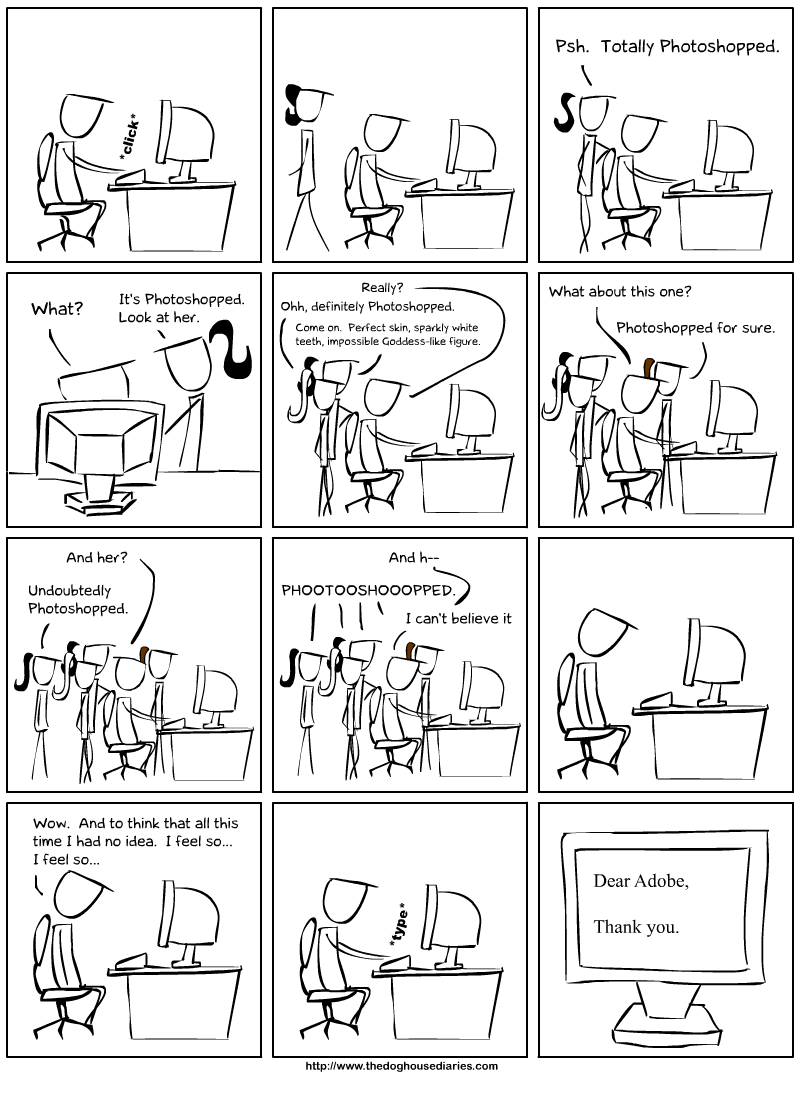 *click*
Psh. Totally Photoshopped.
What?
It's Photoshopped.
Look at her.
Really?
Ohh, definitely Photoshopped.
Come on. Perfect skin, sparkly white
teeth, impossible Goddess-like figure.
What about this one?
Photoshopped for sure.
And her?
Undoubtedly
Photoshopped.
And h--
PHOOTOOSHOOOPPED.
I can't believe it
Wow. And to think that all this
time I had no idea. I feel so...
I feel so...
*type*
Dear Adobe,
Thank you.
http://www.thedoghousediaries.com